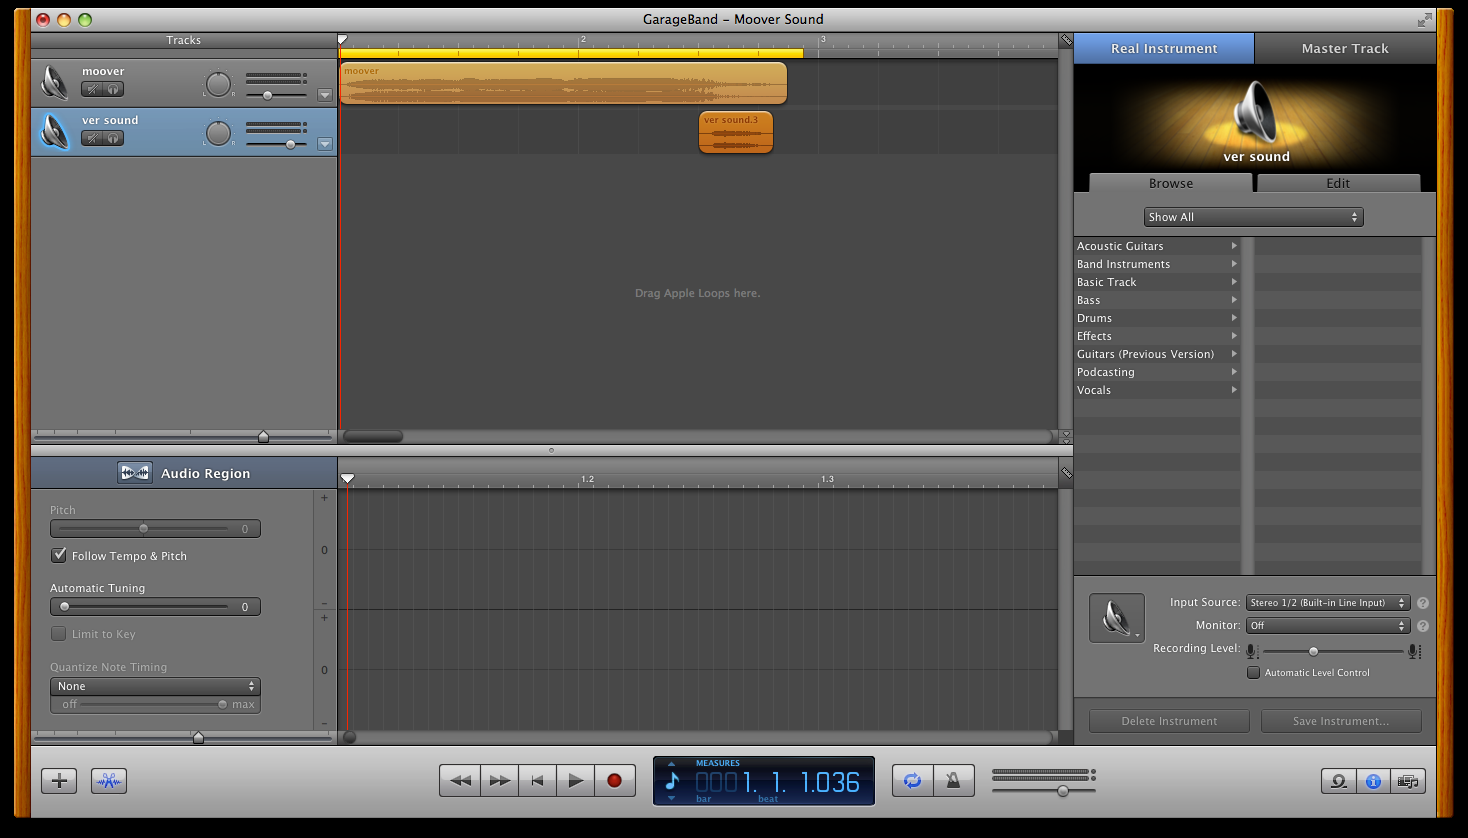 GarageBand – Moover Sound
Tracks
2
3
Real Instrument
Master Track
moover
L
R
moover
ver sound
L
R
ver sound.3
Drag Apple Loops here.
ver sound
Browse
Edit
Show All
Acoustic Guitars
Band Instruments
Basic Track
Bass
Drums
Effects
Guitars (Previous Version)
Podcasting
Vocals
Audio Region
1.2
1.3
Pitch
0
Follow Tempo & Pitch
Automatic Tuning
0
Limit to Key
Quantize Note Timing
None
off
max
+
0
-
+
0
-
Input Source: Stereo 1/2 (Built-in Line Input) ?
Monitor: Off ?
Recording Level:
Automatic Level Control
Delete Instrument
Save Instrument...
MEASURES
0001. 1. 1.036
bar
beat